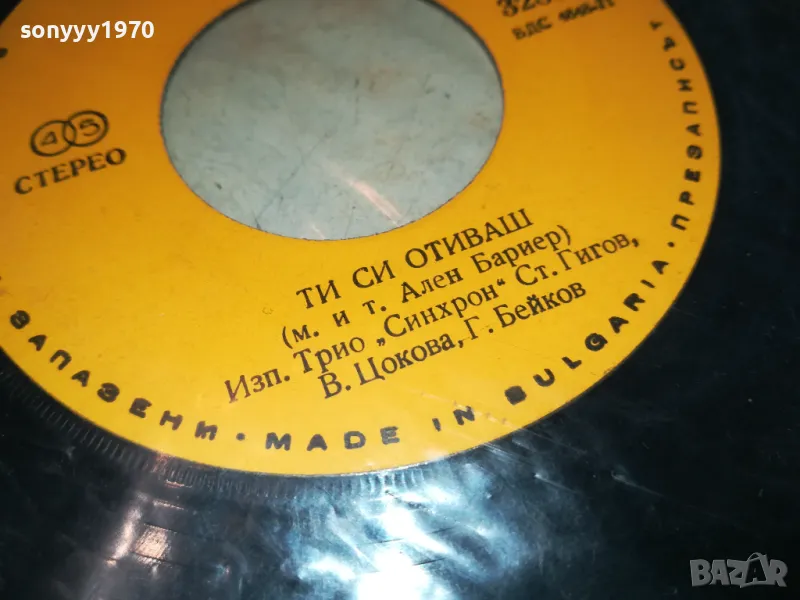 sonyyy1970
БДС
45
СТЕРЕО
ТИ СИ ОТИВАШ
(м. и т. Ален Бариер)
Изп. Трио „Синхрон“ Ст. Гигов,
В. Цокова, Г. Бейков
ЗАПАЗЕНИ · MADE IN BULGARIA · ПРЕЗАПИСЪТ
BAZAR